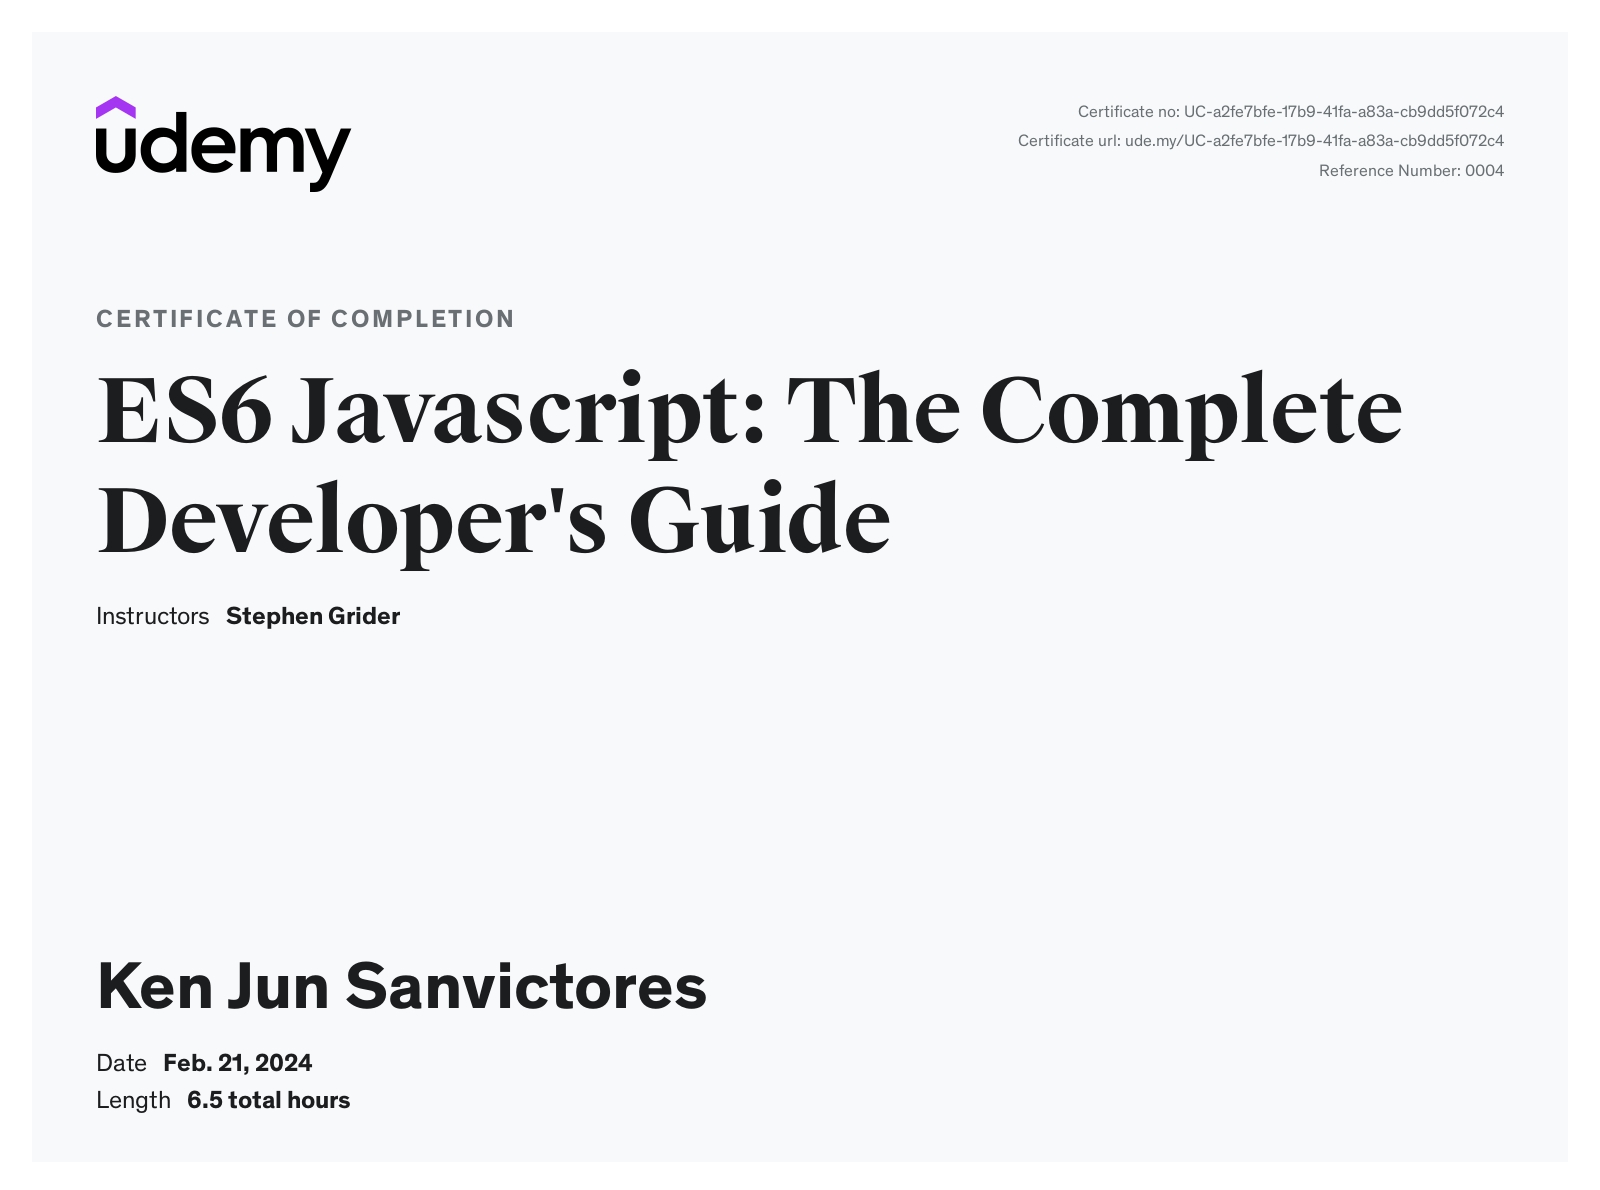 udemy
Certificate no: UC-a2fe7bfe-17b9-41fa-a83a-cb9dd5f072c4
Certificate url: ude.my/UC-a2fe7bfe-17b9-41fa-a83a-cb9dd5f072c4
Reference Number: 0004
CERTIFICATE OF COMPLETION
ES6 Javascript: The Complete
Developer's Guide
Instructors Stephen Grider
Ken Jun Sanvictores
Date Feb. 21, 2024
Length 6.5 total hours